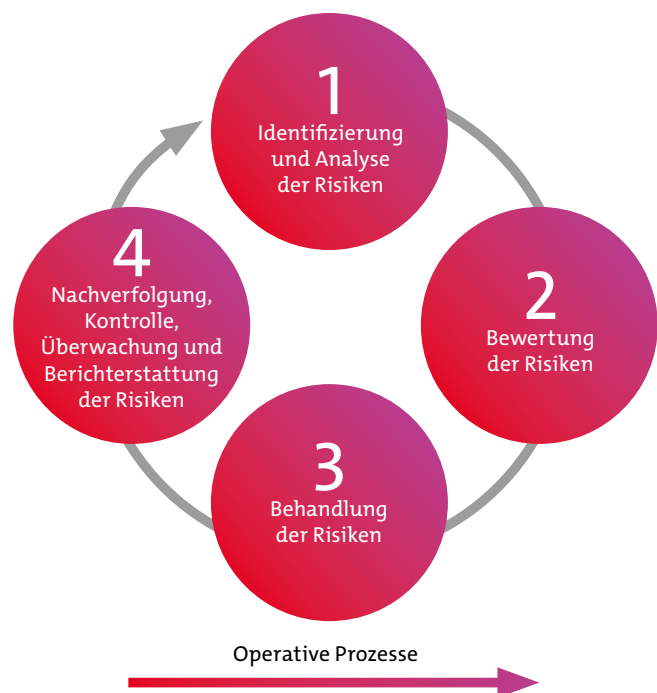 1
Identifizierung
und Analyse
der Risiken
2
Bewertung
der Risiken
3
Behandlung
der Risiken
4
Nachverfolgung,
Kontrolle,
Überwachung und
Berichterstattung
der Risiken
Operative Prozesse